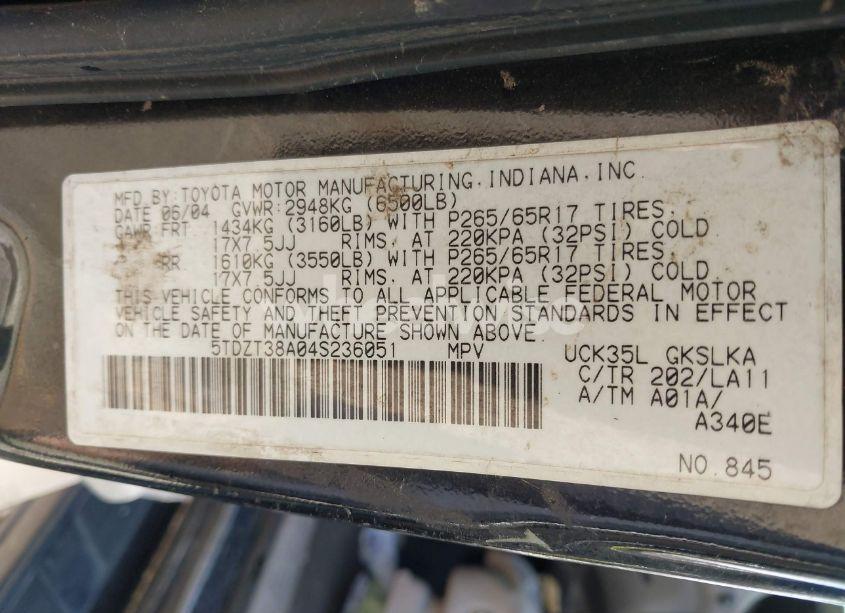 MFD.BY:TOYOTA MOTOR MANUFACTURING,INDIANA,INC.
DATE 06/04 GVWR:2948KG (6500LB)
GAWR:FRT 1434KG (3160LB) WITH P265/65R17 TIRES,
17X7.5JJ RIMS, AT 220KPA (32PSI) COLD
RR 1610KG (3550LB) WITH P265/65R17 TIRES,
17X7.5JJ RIMS, AT 220KPA (32PSI) COLD.
THIS VEHICLE CONFORMS TO ALL APPLICABLE FEDERAL MOTOR
VEHICLE SAFETY AND THEFT PREVENTION STANDARDS IN EFFECT
ON THE DATE OF MANUFACTURE SHOWN ABOVE.
5TDZT38A04S236051 MPV UCK35L GKSLKA
C/TR 202/LA11
A/TM A01A/
A340E
NO.845